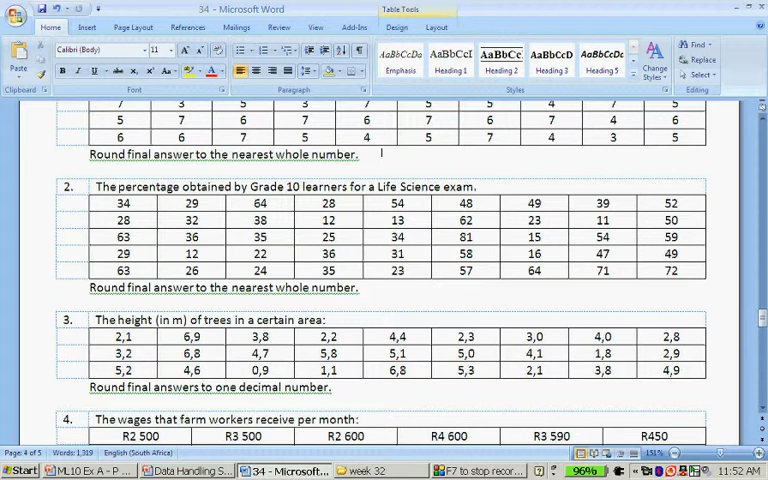 34 - Microsoft Word
Table Tools
Home Insert Page Layout References Mailings Review View Add-Ins Design Layout
Paste
Clipboard
Calibri (Body) 11
B I U
Font
Paragraph
AaBbCcDc AaBbCcI AaBbCc AaBbCcD AaBbCcDc
Emphasis Heading 1 Heading 2 Heading 3 Heading 5
Change Styles
Styles
Find
Replace
Select
Editing
7 3 5 3 7 5 5 4 7 5
5 7 6 7 6 7 6 7 4 6
6 6 7 5 4 5 7 4 3 5
Round final answer to the nearest whole number.
2. The percentage obtained by Grade 10 learners for a Life Science exam.
34 29 64 28 54 48 49 39 52
28 32 38 12 13 62 23 11 50
63 36 35 25 34 81 15 54 59
29 12 22 36 31 58 16 47 49
63 26 24 35 23 57 64 71 72
Round final answer to the nearest whole number.
3. The height (in m) of trees in a certain area:
2,1 6,9 3,8 2,2 4,4 2,3 3,0 4,0 2,8
3,2 6,8 4,7 5,8 5,1 5,0 4,1 1,8 2,9
5,2 4,6 0,9 1,1 6,8 5,3 2,1 3,8 4,9
Round final answers to one decimal number.
4. The wages that farm workers receive per month:
R2 500 R3 500 R2 600 R4 600 R3 590 R450
Page: 4 of 5 Words: 1,319 English (South Africa) 151%
Start ML10 Ex A - P ... Data Handling S... 34 - Microsoft... week 32 F7 to stop recor... 96% 11:52 AM